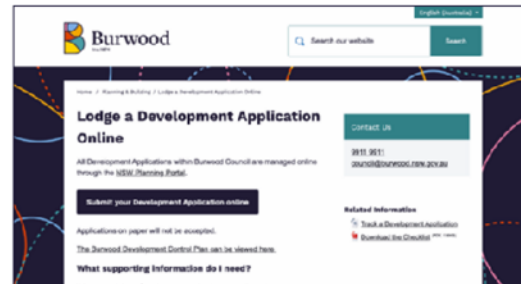 English (Australia)
Burwood
Search our website
Search
Home / Planning & Building / Lodge a Development Application Online
Lodge a Development Application
Online
All Development Applications within Burwood Council are managed online
through the NSW Planning Portal.
Submit your Development Application online
Applications on paper will not be accepted.
The Burwood Development Control Plan can be viewed here.
What supporting information do I need?
Contact Us
9911 9911
council@burwood.nsw.gov.au
Related Information
Track a Development Application
Download the Checklist